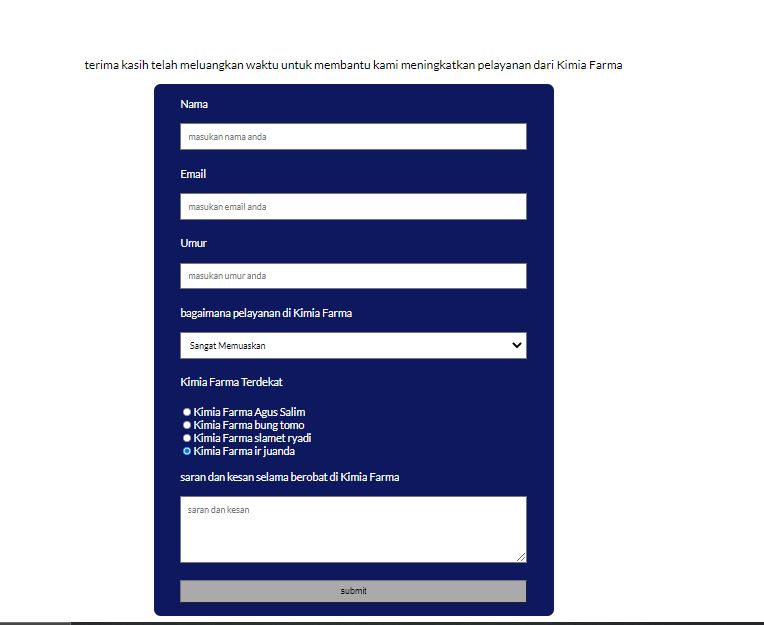 terima kasih telah meluangkan waktu untuk membantu kami meningkatkan pelayanan dari Kimia Farma
Nama
masukan nama anda
Email
masukan email anda
Umur
masukan umur anda
bagaimana pelayanan di Kimia Farma
Sangat Memuaskan
Kimia Farma Terdekat
Kimia Farma Agus Salim
Kimia Farma bung tomo
Kimia Farma slamet ryadi
Kimia Farma ir juanda
saran dan kesan selama berobat di Kimia Farma
saran dan kesan
submit